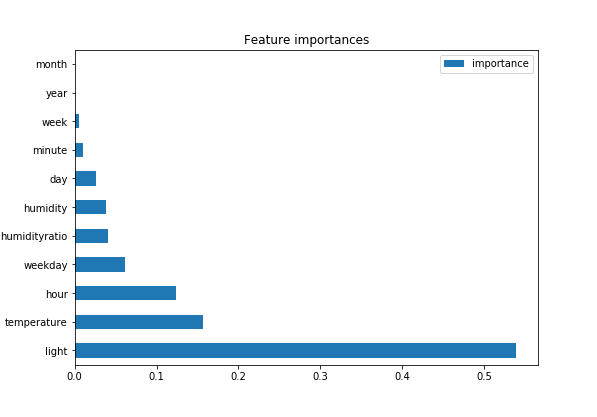 Feature importances
importance
month
year
week
minute
day
humidity
humidityratio
weekday
hour
temperature
light
0.0 0.1 0.2 0.3 0.4 0.5